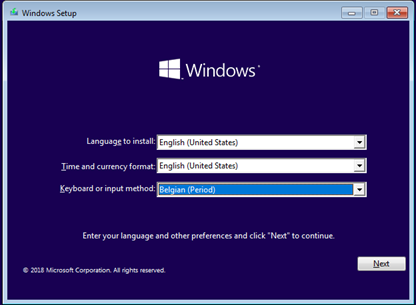 Windows Setup
Windows
Language to install: English (United States)
Time and currency format: English (United States)
Keyboard or input method: Belgian (Period)
Enter your language and other preferences and click "Next" to continue.
Next
© 2018 Microsoft Corporation. All rights reserved.